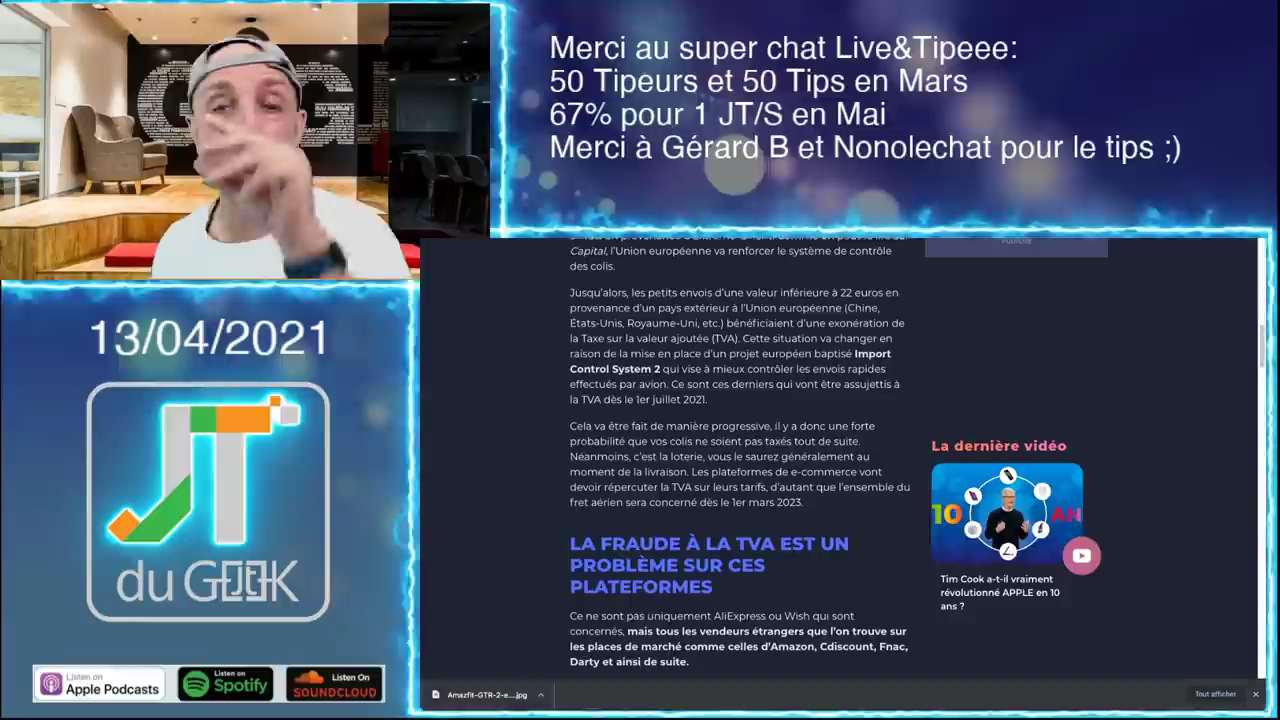 Merci au super chat Live&Tipeee:
50 Tipeurs et 50 Tips en Mars
67% pour 1 JT/S en Mai
Merci à Gérard B et Nonolechat pour le tips ;)
13/04/2021
JT
du GEEK
Listen on
Apple Podcasts
Listen on
Spotify
Listen On
SOUNDCLOUD
Publicité
Capital, l'Union européenne va renforcer le système de contrôle
des colis.
Jusqu'alors, les petits envois d'une valeur inférieure à 22 euros en
provenance d'un pays extérieur à l'Union européenne (Chine,
États-Unis, Royaume-Uni, etc.) bénéficiaient d'une exonération de
la Taxe sur la valeur ajoutée (TVA). Cette situation va changer en
raison de la mise en place d'un projet européen baptisé Import
Control System 2 qui vise à mieux contrôler les envois rapides
effectués par avion. Ce sont ces derniers qui vont être assujettis à
la TVA dès le 1er juillet 2021.
Cela va être fait de manière progressive, il y a donc une forte
probabilité que vos colis ne soient pas taxés tout de suite.
Néanmoins, c'est la loterie, vous le saurez généralement au
moment de la livraison. Les plateformes de e-commerce vont
devoir répercuter la TVA sur leurs tarifs, d'autant que l'ensemble du
fret aérien sera concerné dès le 1er mars 2023.
LA FRAUDE À LA TVA EST UN
PROBLÈME SUR CES
PLATEFORMES
Ce ne sont pas uniquement AliExpress ou Wish qui sont
concernés, mais tous les vendeurs étrangers que l'on trouve sur
les places de marché comme celles d'Amazon, Cdiscount, Fnac,
Darty et ainsi de suite.
La dernière vidéo
10 AN
Tim Cook a-t-il vraiment
révolutionné APPLE en 10
ans ?
Amazfit-GTR-2-e....jpg
Tout afficher